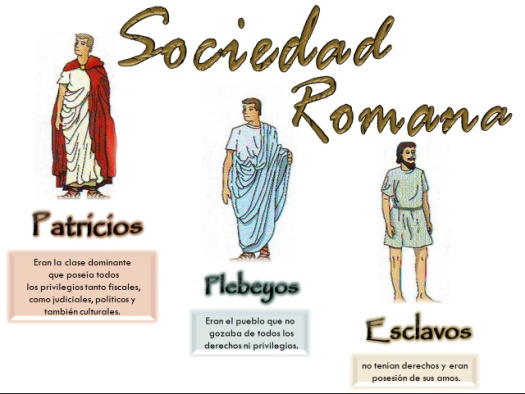 Sociedad
Romana
Patricios
Eran la clase dominante
que poseía todos
los privilegios tanto fiscales,
como judiciales, políticos y
también culturales.
Plebeyos
Eran el pueblo que no
gozaba de todos los
derechos ni privilegios.
Esclavos
no tenían derechos y eran
posesión de sus amos.